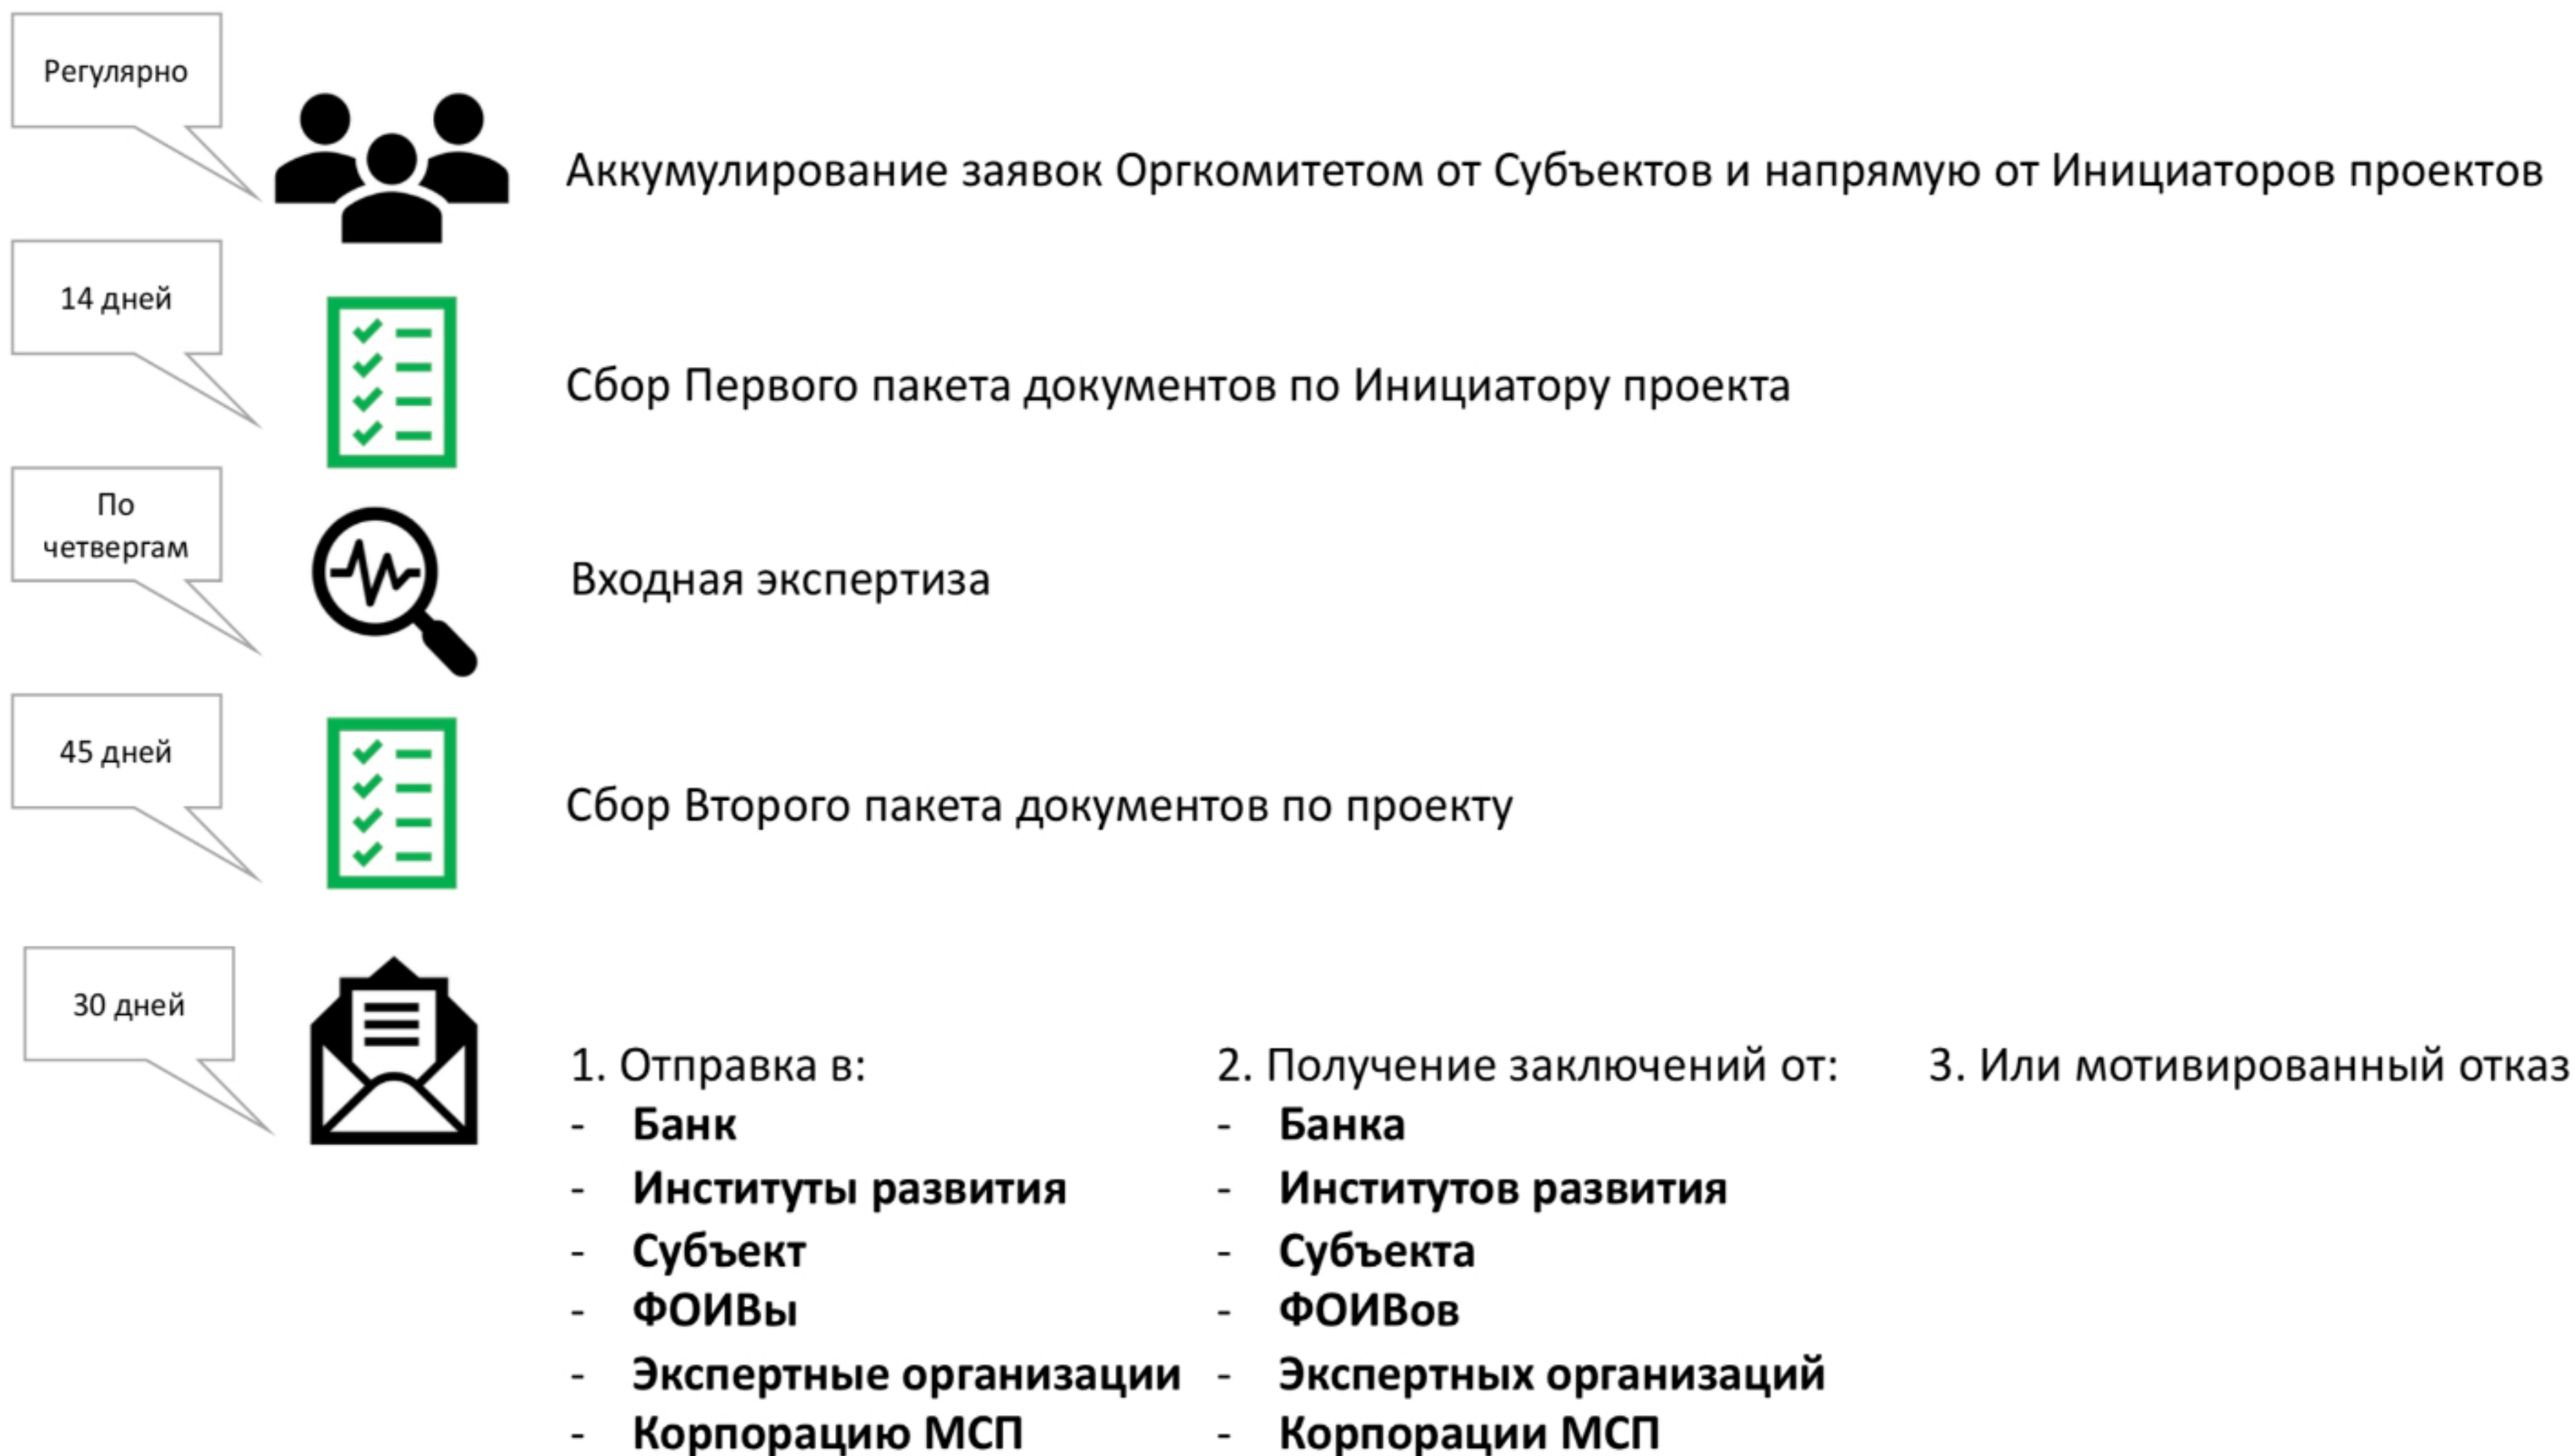 Регулярно
Аккумулирование заявок Оргкомитетом от Субъектов и напрямую от Инициаторов проектов
14 дней
Сбор Первого пакета документов по Инициатору проекта
По
четвергам
Входная экспертиза
45 дней
Сбор Второго пакета документов по проекту
30 дней
1. Отправка в:
- Банк
- Институты развития
- Субъект
- ФОИВы
- Экспертные организации
- Корпорацию МСП
2. Получение заключений от:
- Банка
- Институтов развития
- Субъекта
- ФОИВов
- Экспертных организаций
- Корпорации МСП
3. Или мотивированный отказ